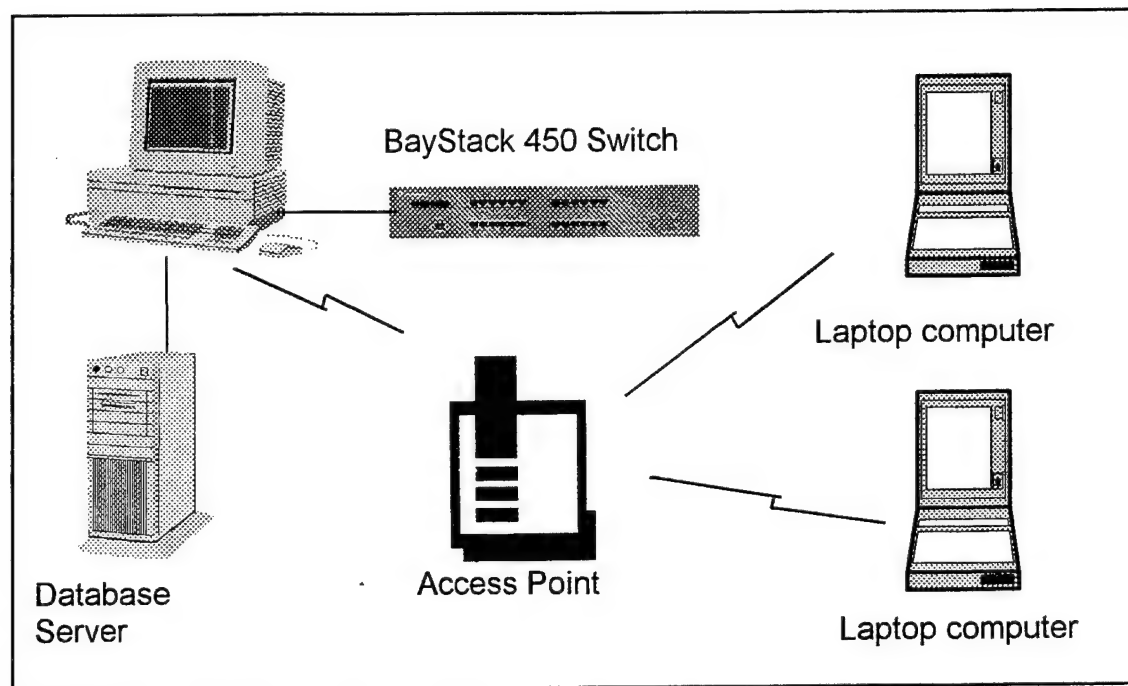 BayStack 450 Switch
Laptop computer
Access Point
Database
Server
Laptop computer